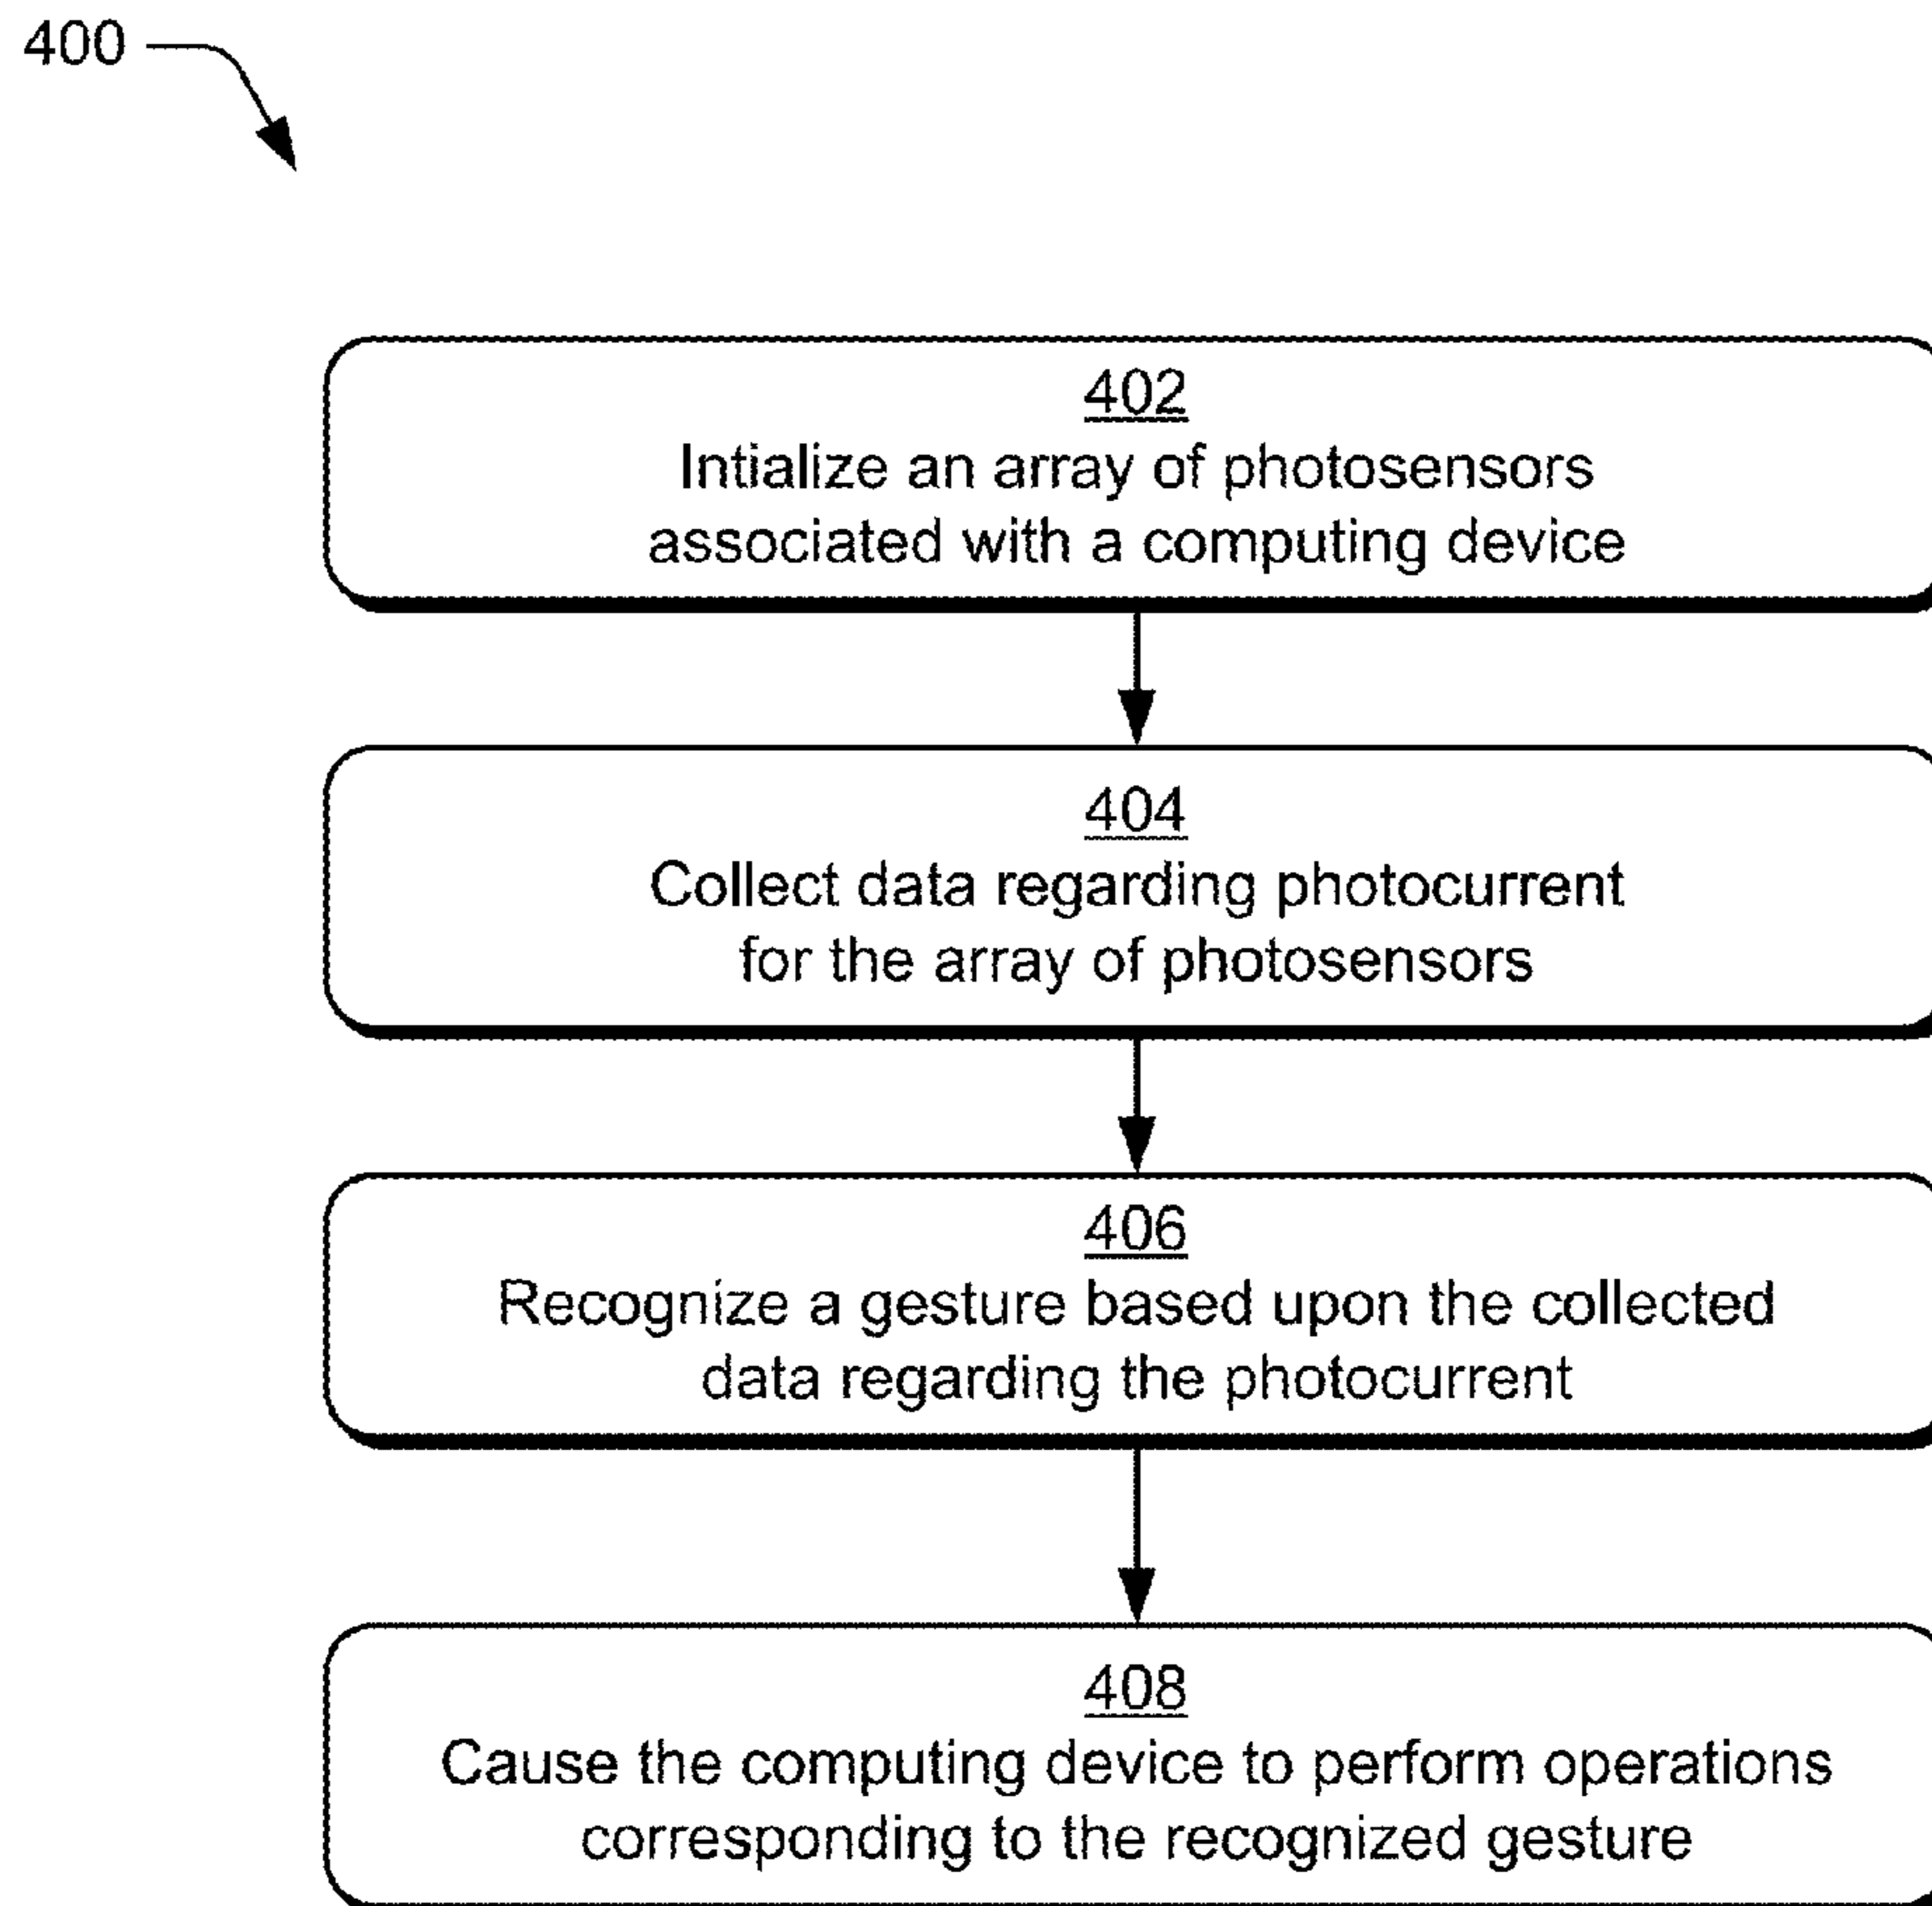 400
402
Intialize an array of photosensors
associated with a computing device
404
Collect data regarding photocurrent
for the array of photosensors
406
Recognize a gesture based upon the collected
data regarding the photocurrent
408
Cause the computing device to perform operations
corresponding to the recognized gesture